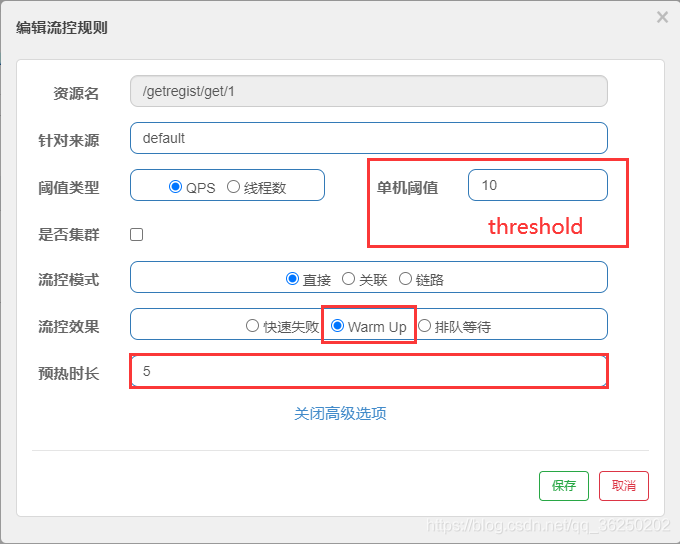 编辑流控规则
×
资源名 /getregist/get/1
针对来源 default
阈值类型 QPS 线程数 单机阈值 10
threshold
是否集群
流控模式 直接 关联 链路
流控效果 快速失败 Warm Up 排队等待
预热时长 5
关闭高级选项
保存 取消
https://blog.csdn.net/qq_36250202